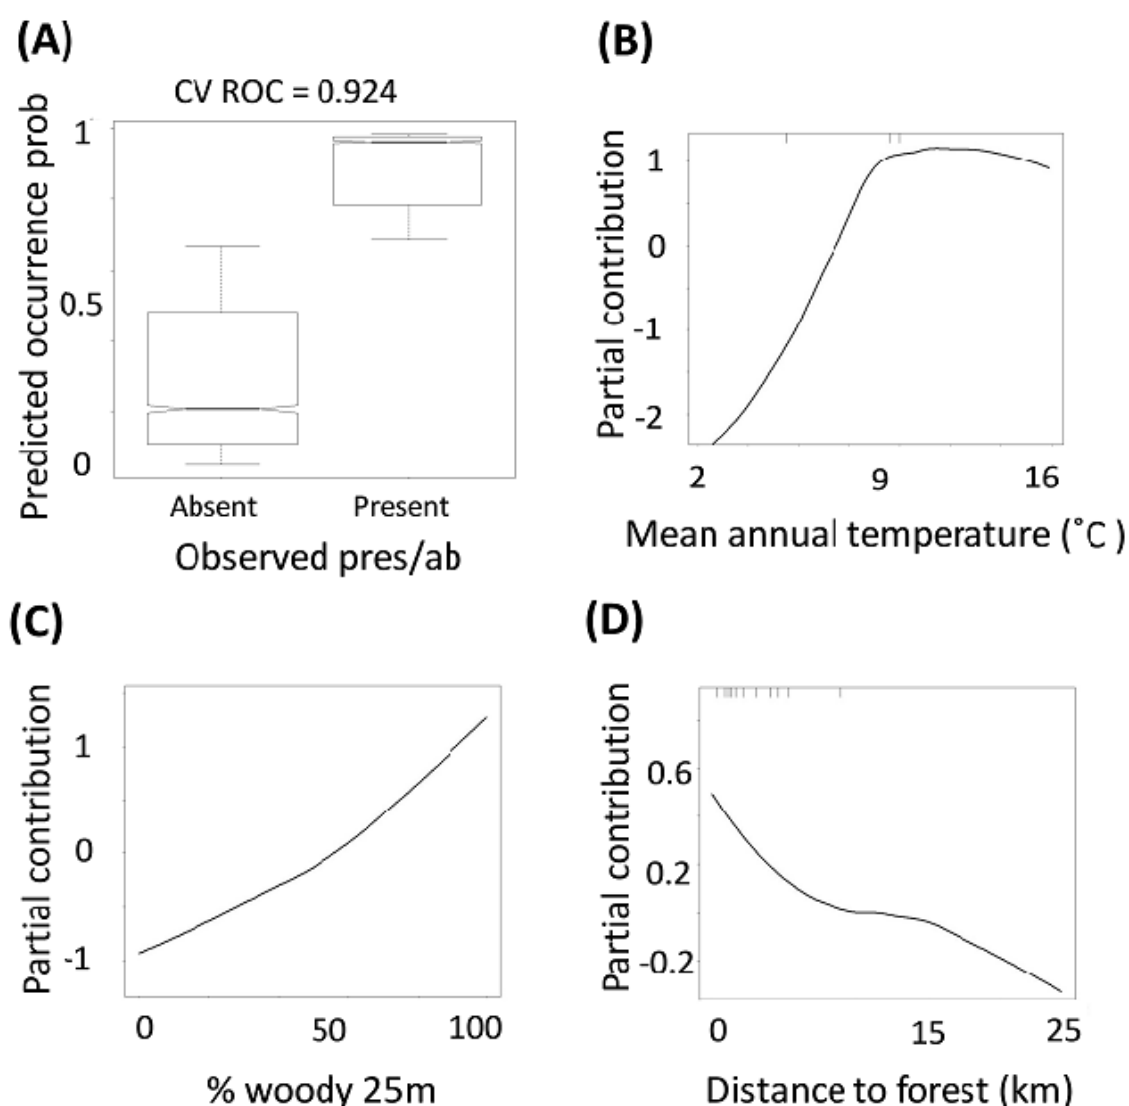 (A)
CV ROC = 0.924
Predicted occurrence prob
1
0.5
0
Absent Present
Observed pres/ab
(B)
Partial contribution
1
0
-1
-2
2 9 16
Mean annual temperature (˚C )
(C)
Partial contribution
1
0
-1
0 50 100
% woody 25m
(D)
Partial contribution
0.6
0.2
-0.2
0 15 25
Distance to forest (km)